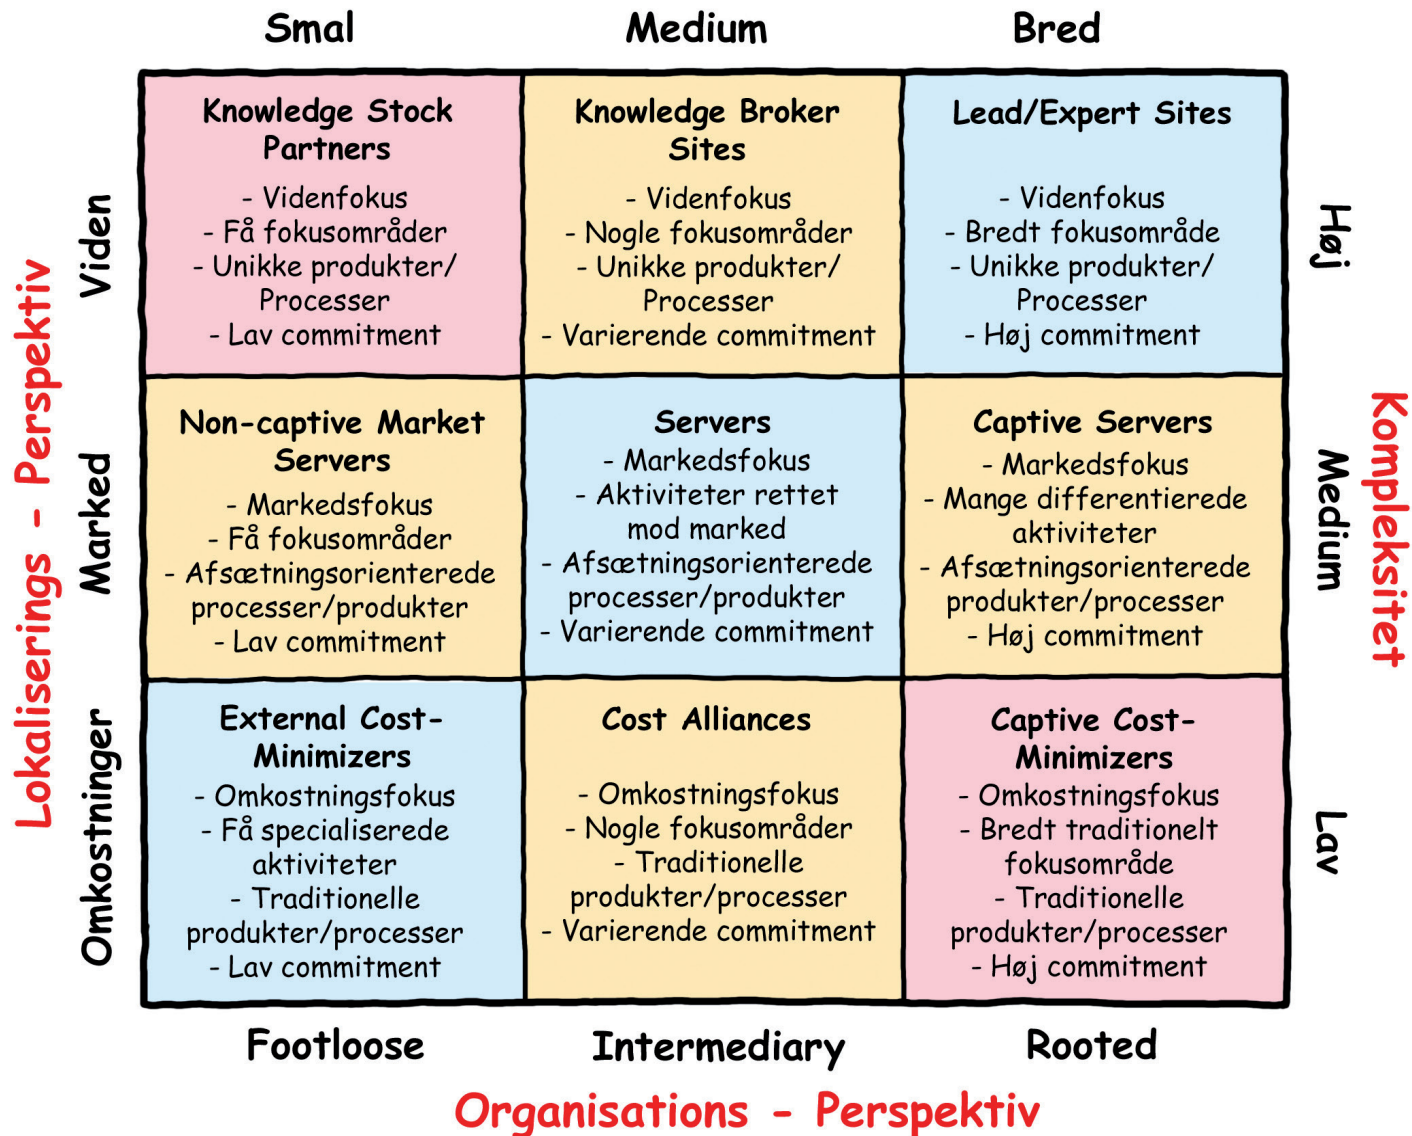 Smal
Medium
Bred
Lokaliserings - Perspektiv
Viden
Knowledge Stock
Partners
- Videnfokus
- Få fokusområder
- Unikke produkter/
Processer
- Lav commitment
Knowledge Broker
Sites
- Videnfokus
- Nogle fokusområder
- Unikke produkter/
Processer
- Varierende commitment
Lead/Expert Sites
- Videnfokus
- Bredt fokusområde
- Unikke produkter/
Processer
- Høj commitment
Høj
Marked
Non-captive Market
Servers
- Markedsfokus
- Få fokusområder
- Afsætningsorienterede
processer/produkter
- Lav commitment
Servers
- Markedsfokus
- Aktiviteter rettet
mod marked
- Afsætningsorienterede
processer/produkter
- Varierende commitment
Captive Servers
- Markedsfokus
- Mange differentierede
aktiviteter
- Afsætningsorienterede
produkter/processer
- Høj commitment
Medium
Kompleksitet
Omkostninger
External Cost-
Minimizers
- Omkostningsfokus
- Få specialiserede
aktiviteter
- Traditionelle
produkter/processer
- Lav commitment
Cost Alliances
- Omkostningsfokus
- Nogle fokusområder
- Traditionelle
produkter/processer
- Varierende commitment
Captive Cost-
Minimizers
- Omkostningsfokus
- Bredt traditionelt
fokusområde
- Traditionelle
produkter/processer
- Høj commitment
Lav
Footloose
Intermediary
Rooted
Organisations - Perspektiv